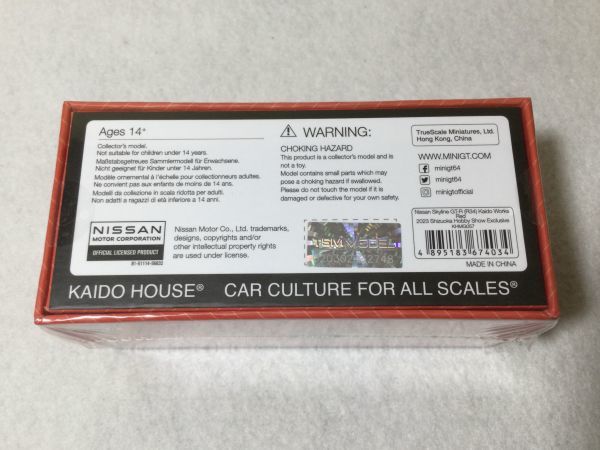 Ages 14+
Collector's model.
Not suitable for children under 14 years.
Maßstabsgetreues Sammlermodell für Erwachsene.
Nicht geeignet für Kinder unter 14 Jahren.
Modèle ornemental à l'échelle pour collectionneurs adultes.
Ne convient pas aux enfants de moins de 14 ans.
Modelli da collezione in scala ridotta per adulti.
Non adatti a ragazzi di età inferiore a 14 anni.
NISSAN
MOTOR CORPORATION
OFFICIAL LICENSED PRODUCT
Nissan Motor Co., Ltd. trademarks,
designs, copyrights and/or
other intellectual property rights
are used under license.
⚠ WARNING:
CHOKING HAZARD
This product is a collector's model and is
not a toy.
Model contains small parts which may
pose a choking hazard if swallowed.
Please do not touch the model if it is
damaged or defective for your own safety.
TSM MODEL
TrueScale Miniatures, Ltd.
Hong Kong, China
WWW.MINIGT.COM
minigt64
minigt64
minigtofficial
Nissan Skyline GT-R (R34) Kaido Works
Red
2023 Shizuoka Hobby Show Exclusive
KHMG057
4 895183 674034
MADE IN CHINA
KAIDO HOUSE® CAR CULTURE FOR ALL SCALES®